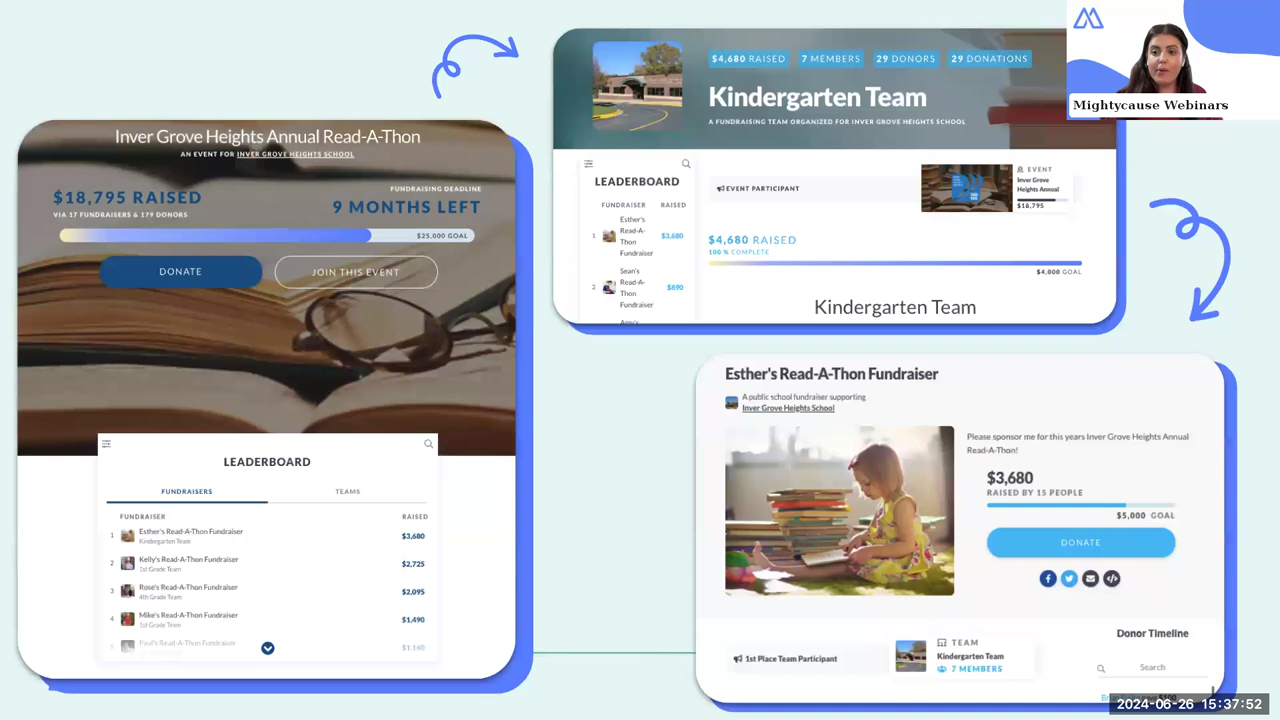 Inver Grove Heights Annual Read-A-Thon
AN EVENT FOR INVER GROVE HEIGHTS SCHOOL
$18,795 RAISED
VIA 17 FUNDRAISERS & 179 DONORS
FUNDRAISING DEADLINE
9 MONTHS LEFT
$25,000 GOAL
DONATE
JOIN THIS EVENT
LEADERBOARD
FUNDRAISERS
TEAMS
FUNDRAISER
RAISED
1 Esther's Read-A-Thon Fundraiser $3,680
Kindergarten Team
2 Kelly's Read-A-Thon Fundraiser $2,725
1st Grade Team
3 Rose's Read-A-Thon Fundraiser $2,095
4th Grade Team
4 Mike's Read-A-Thon Fundraiser $1,490
1st Grade Team
5 Paul's Read-A-Thon Fundraiser $1,160
$4,680 RAISED
7 MEMBERS
29 DONORS
29 DONATIONS
Kindergarten Team
A FUNDRAISING TEAM ORGANIZED FOR INVER GROVE HEIGHTS SCHOOL
LEADERBOARD
FUNDRAISER
RAISED
1 Esther's Read-A-Thon Fundraiser $3,680
2 Sean's Read-A-Thon Fundraiser $890
EVENT PARTICIPANT
EVENT
Inver Grove
Heights Annual
$18,795
$4,680 RAISED
100 % COMPLETE
$4,000 GOAL
Kindergarten Team
Esther's Read-A-Thon Fundraiser
A public school fundraiser supporting
Inver Grove Heights School
Please sponsor me for this years Inver Grove Heights Annual
Read-A-Thon!
$3,680
RAISED BY 15 PEOPLE
$5,000 GOAL
DONATE
1st Place Team Participant
TEAM
Kindergarten Team
7 MEMBERS
Donor Timeline
Search
Mightycause Webinars
2024-06-26 15:37:52